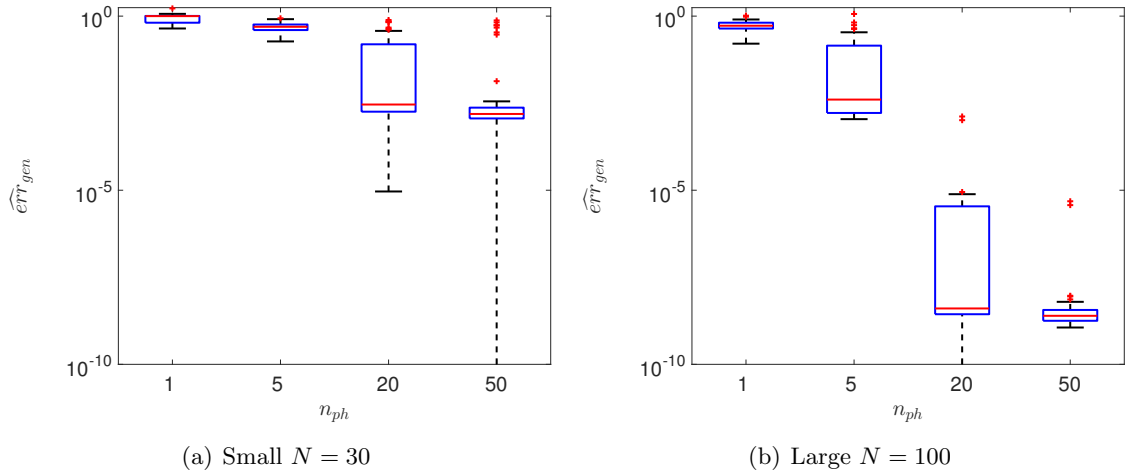 10^0
10^-5
10^-10
\widehat{err}_{gen}
1 5 20 50
n_{ph}
(a) Small N = 30
10^0
10^-5
10^-10
\widehat{err}_{gen}
1 5 20 50
n_{ph}
(b) Large N = 100